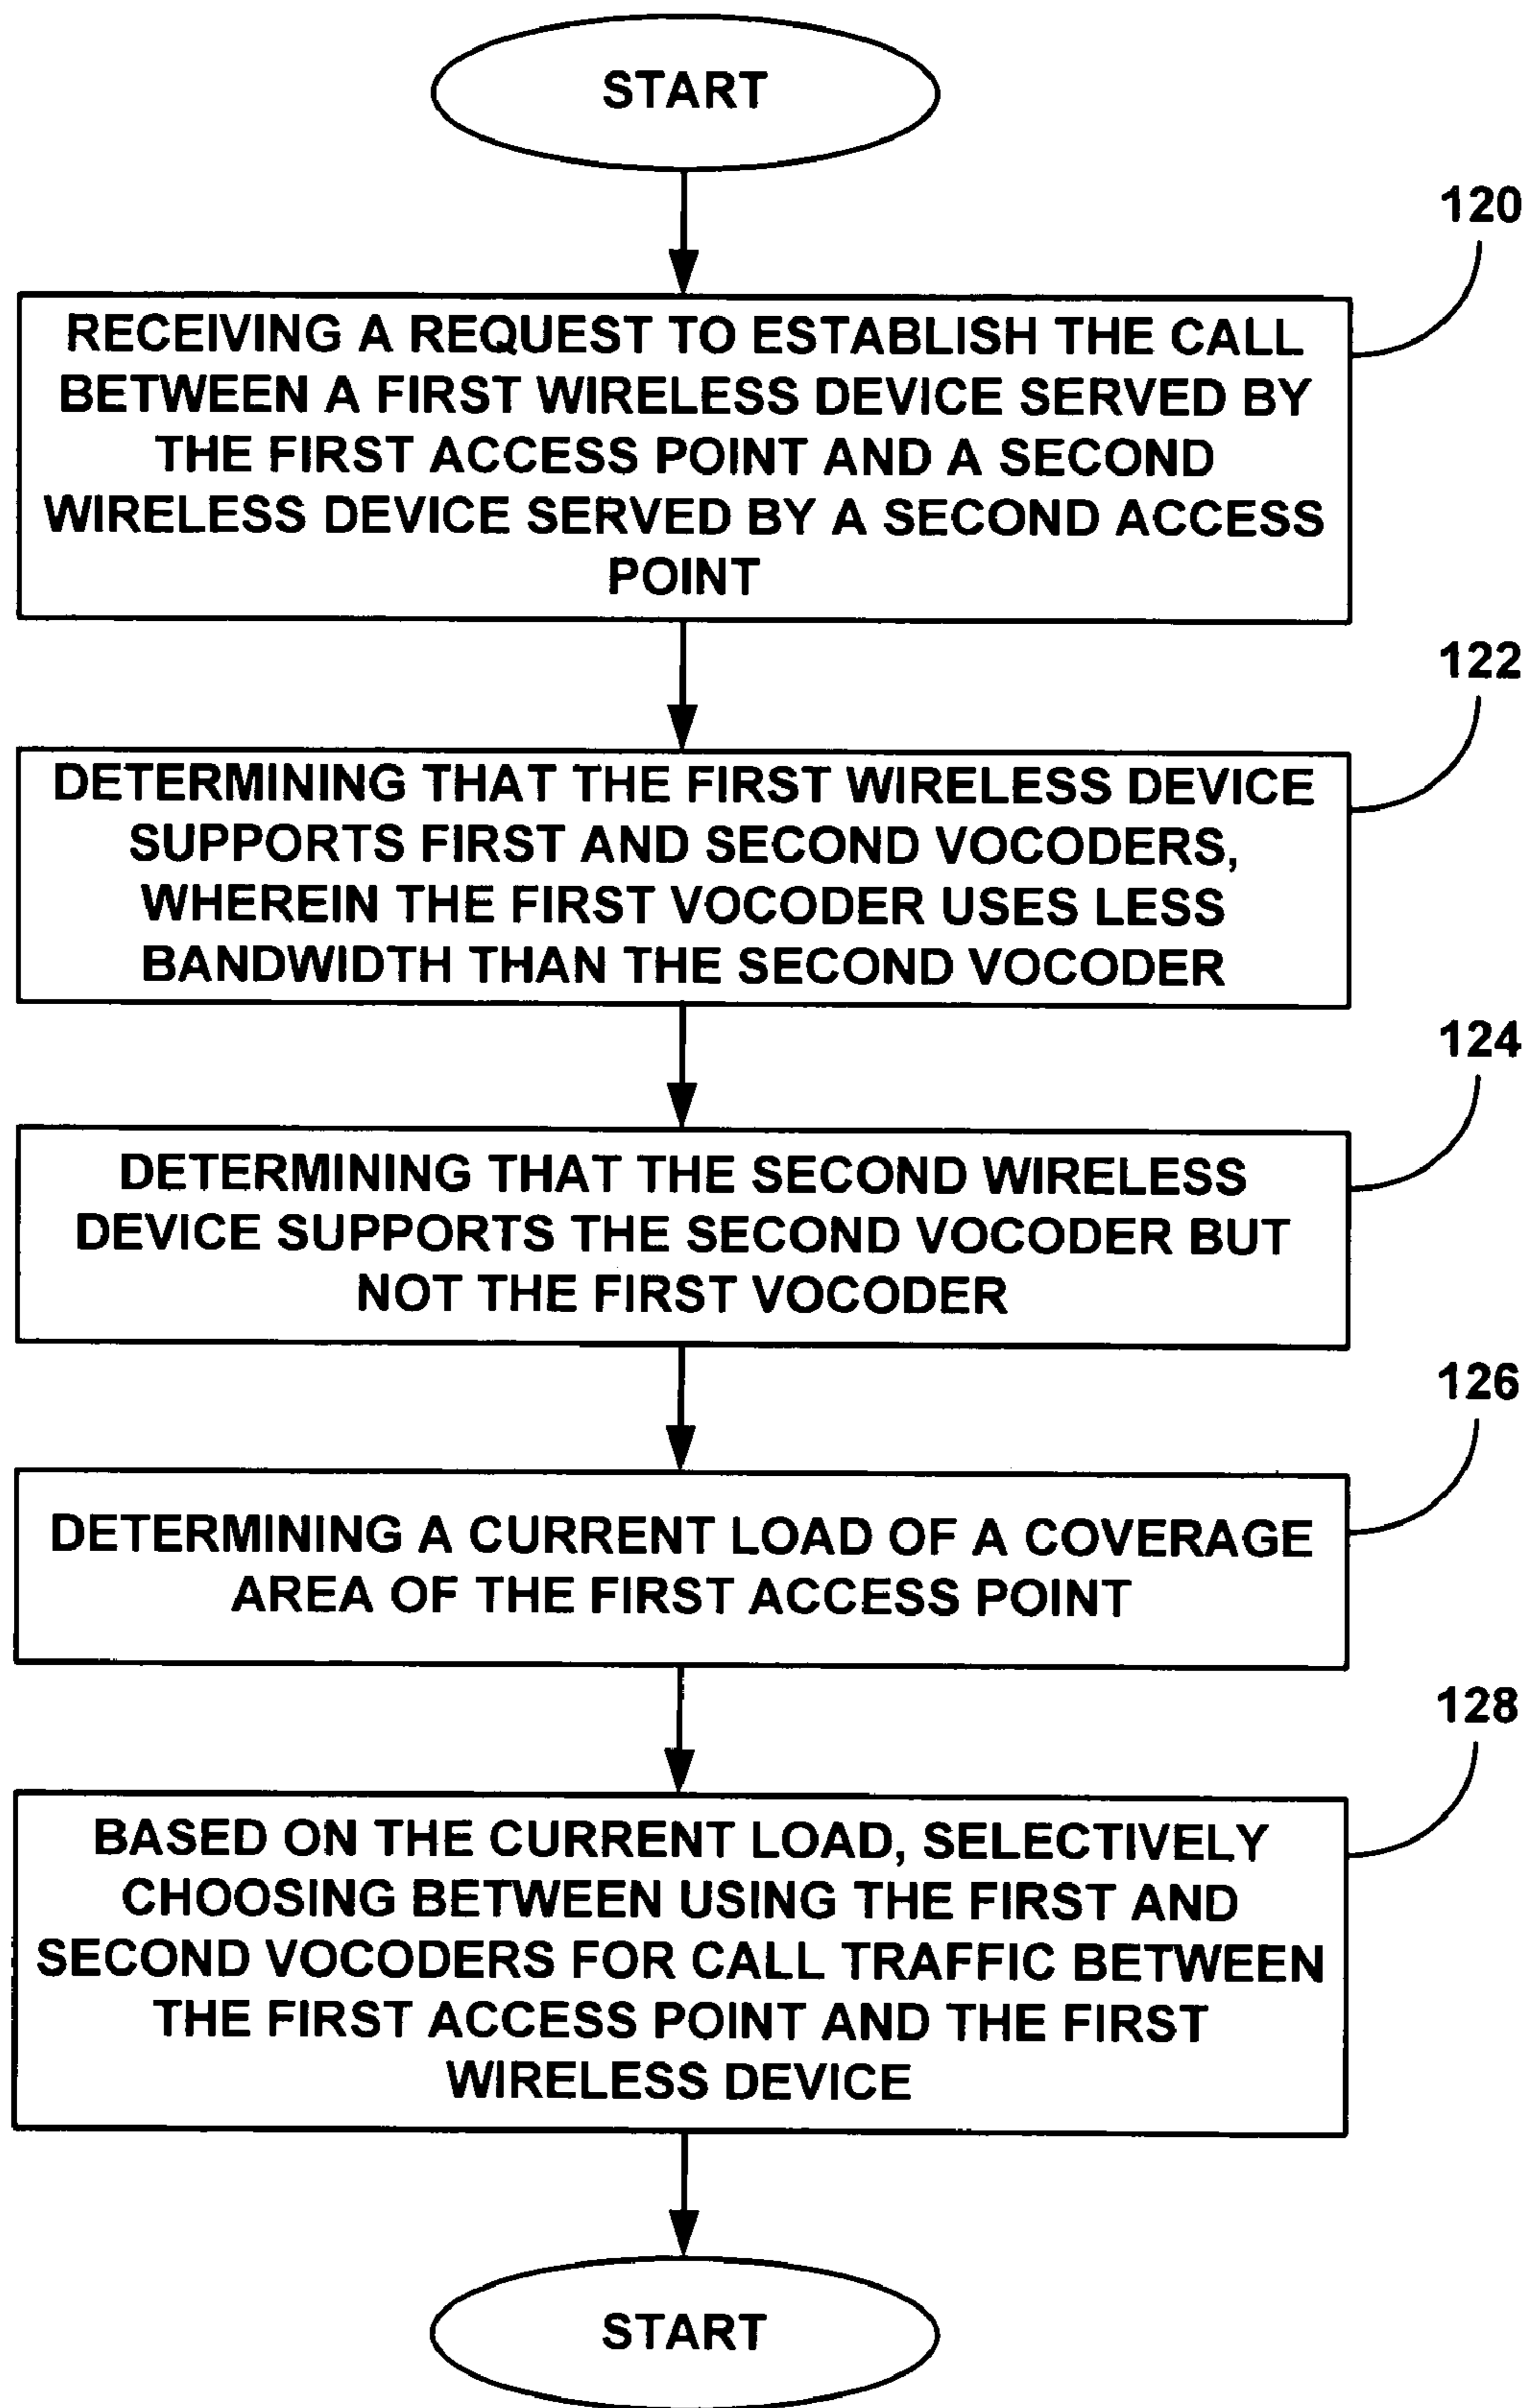 START
120
RECEIVING A REQUEST TO ESTABLISH THE CALL
BETWEEN A FIRST WIRELESS DEVICE SERVED BY
THE FIRST ACCESS POINT AND A SECOND
WIRELESS DEVICE SERVED BY A SECOND ACCESS
POINT
122
DETERMINING THAT THE FIRST WIRELESS DEVICE
SUPPORTS FIRST AND SECOND VOCODERS,
WHEREIN THE FIRST VOCODER USES LESS
BANDWIDTH THAN THE SECOND VOCODER
124
DETERMINING THAT THE SECOND WIRELESS
DEVICE SUPPORTS THE SECOND VOCODER BUT
NOT THE FIRST VOCODER
126
DETERMINING A CURRENT LOAD OF A COVERAGE
AREA OF THE FIRST ACCESS POINT
128
BASED ON THE CURRENT LOAD, SELECTIVELY
CHOOSING BETWEEN USING THE FIRST AND
SECOND VOCODERS FOR CALL TRAFFIC BETWEEN
THE FIRST ACCESS POINT AND THE FIRST
WIRELESS DEVICE
START